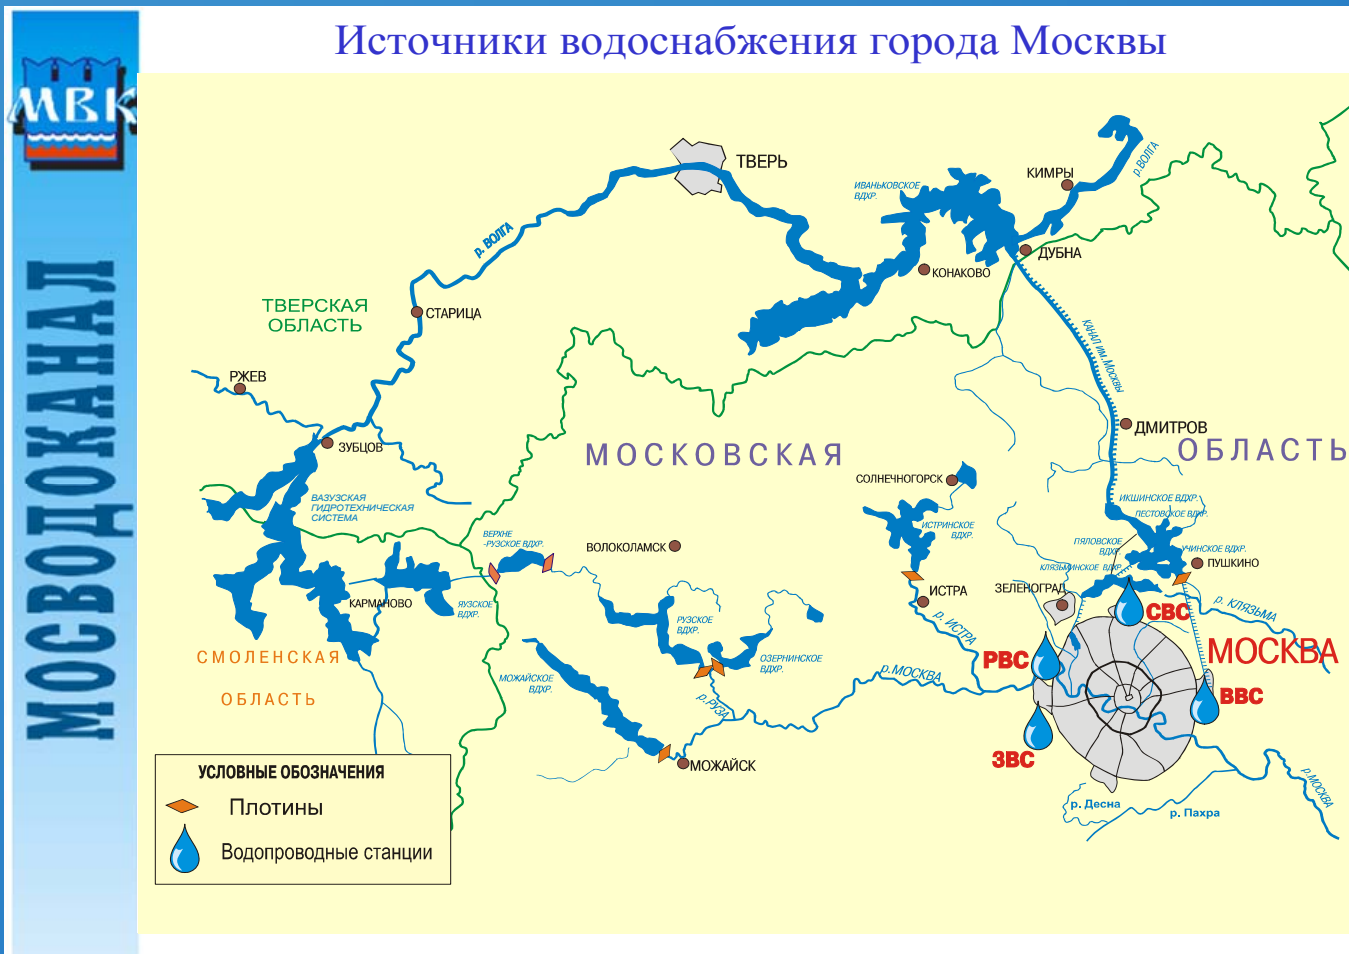 Источники водоснабжения города Москвы
МВК
МОСВОДОКАНАЛ
ТВЕРЬ
КИМРЫ
р.ВОЛГА
ИВАНЬКОВСКОЕ
ВДХР.
р. ВОЛГА
ДУБНА
КОНАКОВО
ТВЕРСКАЯ
ОБЛАСТЬ
СТАРИЦА
КАНАЛ им.Москвы
РЖЕВ
ЗУБЦОВ
ДМИТРОВ
МОСКОВСКАЯ
ОБЛАСТЬ
СОЛНЕЧНОГОРСК
ВАЗУЗСКАЯ
ГИДРОТЕХНИЧЕСКАЯ
СИСТЕМА
ИКШИНСКОЕ ВДХР.
ПЕСТОВСКОЕ ВДХР.
ИСТРИНСКОЕ
ВДХР.
ВЕРХНЕ
-РУЗСКОЕ ВДХР.
ВОЛОКОЛАМСК
ПЯЛОВСКОЕ
ВДХР.
УЧИНСКОЕ ВДХР.
КЛЯЗЬМИНСКОЕ ВДХР.
ПУШКИНО
ЗЕЛЕНОГРАД
ИСТРА
КАРМАНОВО
ЯУЗСКОЕ
ВДХР.
РУЗСКОЕ
ВДХР.
р. ИСТРА
СВС
р. КЛЯЗЬМА
СМОЛЕНСКАЯ
ОБЛАСТЬ
МОЖАЙСКОЕ
ВДХР.
ОЗЕРНИНСКОЕ
ВДХР.
р.МОСКВА
РВС
МОСКВА
р.РУЗА
ВВС
ЗВС
МОЖАЙСК
р.МОСКВА
р. Десна
р. Пахра
УСЛОВНЫЕ ОБОЗНАЧЕНИЯ
Плотины
Водопроводные станции